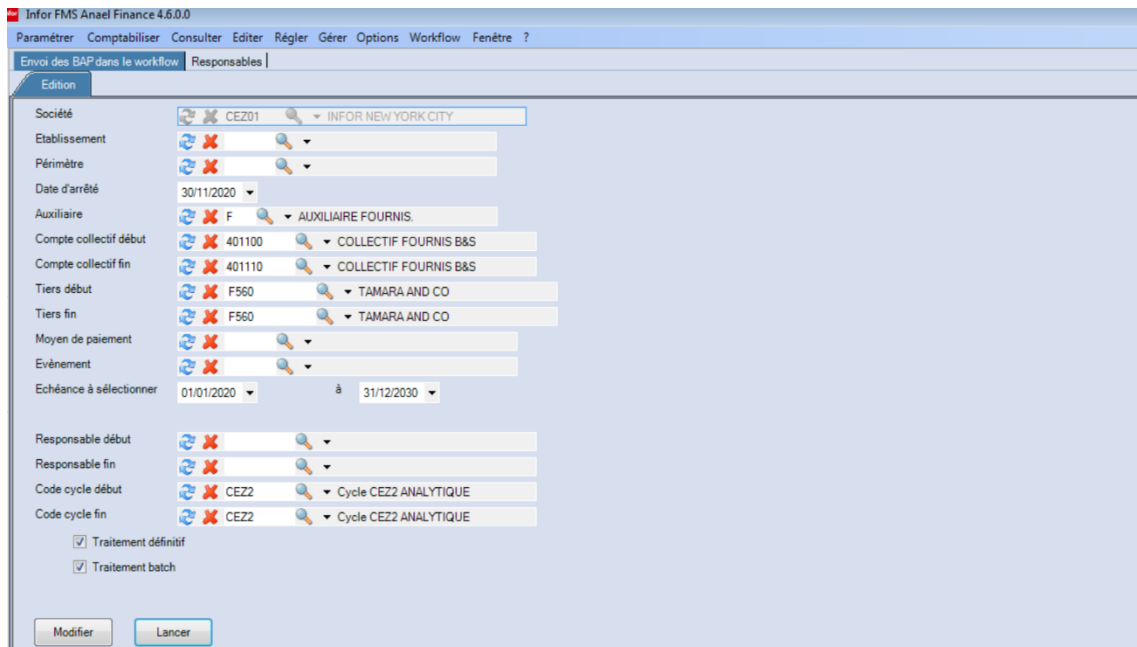 Infor FMS Anael Finance 4.6.0.0
Paramétrer Comptabiliser Consulter Editer Régler Gérer Options Workflow Fenêtre ?
Envoi des BAP dans le workflow Responsables
Edition
Société CEZ01 INFOR NEW YORK CITY
Etablissement
Périmètre
Date d'arrêté 30/11/2020
Auxiliaire F AUXILIAIRE FOURNIS.
Compte collectif début 401100 COLLECTIF FOURNIS B&S
Compte collectif fin 401110 COLLECTIF FOURNIS B&S
Tiers début F560 TAMARA AND CO
Tiers fin F560 TAMARA AND CO
Moyen de paiement
Evènement
Echéance à sélectionner 01/01/2020 à 31/12/2030
Responsable début
Responsable fin
Code cycle début CEZ2 Cycle CEZ2 ANALYTIQUE
Code cycle fin CEZ2 Cycle CEZ2 ANALYTIQUE
Traitement définitif
Traitement batch
Modifier Lancer